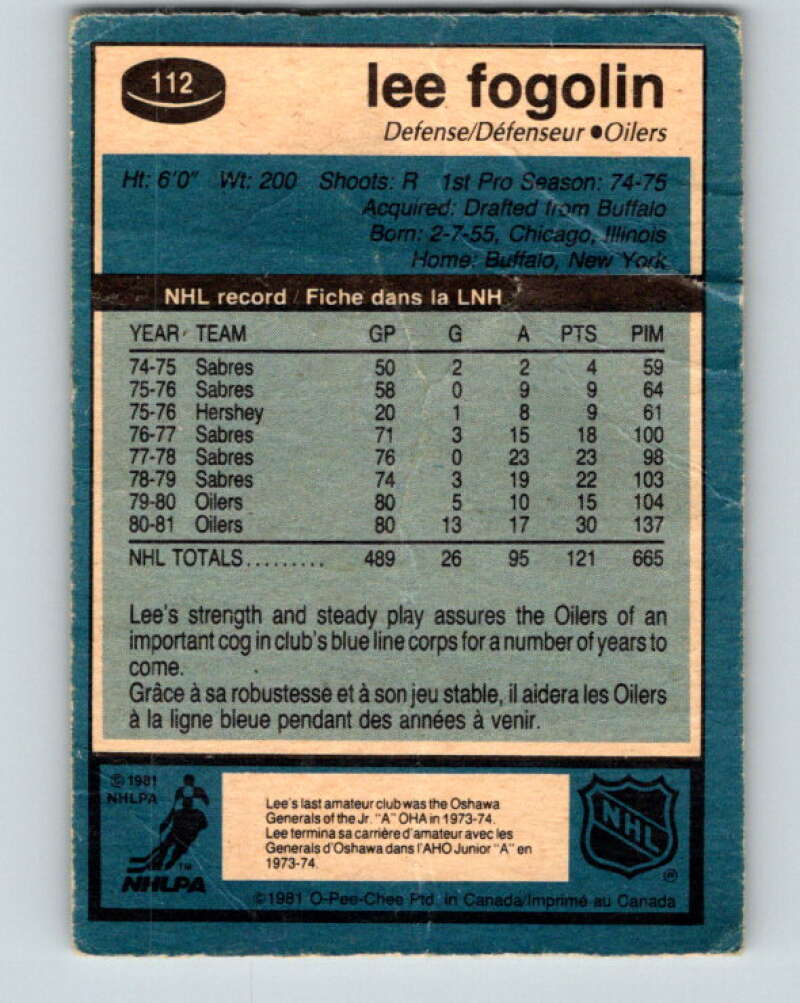 112
lee fogolin
Defense/Défenseur ●Oilers
Ht: 6'0" Wt: 200 Shoots: R 1st Pro Season: 74-75
Acquired: Drafted from Buffalo
Born: 2-7-55, Chicago, Illinois
Home: Buffalo, New York
NHL record / Fiche dans la LNH
YEAR TEAM GP G A PTS PIM
74-75 Sabres 50 2 2 4 59
75-76 Sabres 58 0 9 9 64
75-76 Hershey 20 1 8 9 61
76-77 Sabres 71 3 15 18 100
77-78 Sabres 76 0 23 23 98
78-79 Sabres 74 3 19 22 103
79-80 Oilers 80 5 10 15 104
80-81 Oilers 80 13 17 30 137
NHL TOTALS......... 489 26 95 121 665
Lee's strength and steady play assures the Oilers of an
important cog in club's blue line corps for a number of years to
come.
Grâce à sa robustesse et à son jeu stable, il aidera les Oilers
à la ligne bleue pendant des années à venir.
© 1981
NHLPA
TM
NHLPA
Lee's last amateur club was the Oshawa
Generals of the Jr. "A" OHA in 1973-74.
Lee termina sa carrière d'amateur avec les
Generals d'Oshawa dans l'AHO Junior "A" en
1973-74.
NHL
®
©1981 O-Pee-Chee Ptd. in Canada/Imprimé au Canada